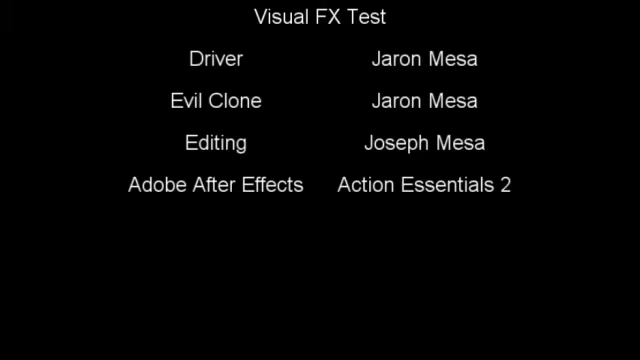 Visual FX Test
Driver Jaron Mesa
Evil Clone Jaron Mesa
Editing Joseph Mesa
Adobe After Effects Action Essentials 2